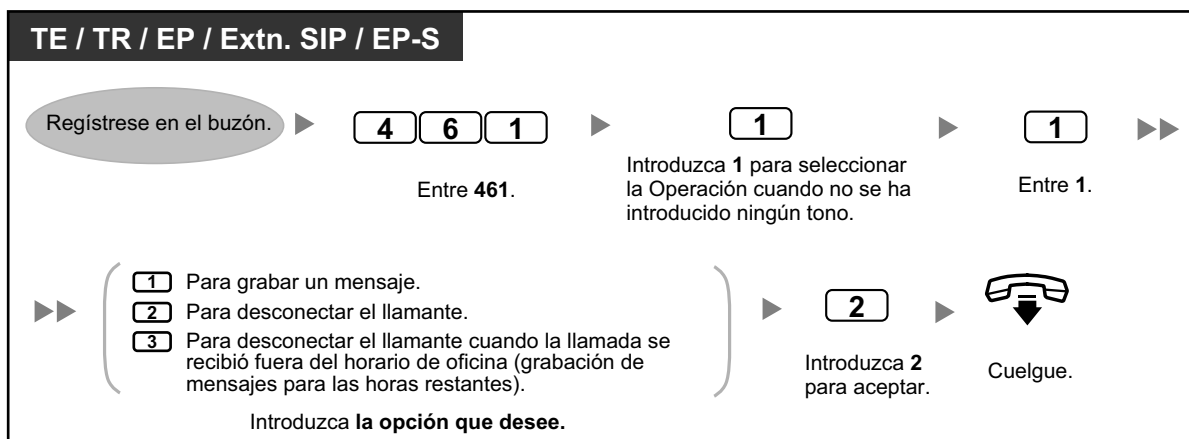 TE / TR / EP / Extn. SIP / EP-S
Regístrese en el buzón.
4 6 1
Entre 461.
1
Introduzca 1 para seleccionar
la Operación cuando no se ha
introducido ningún tono.
1
Entre 1.
1 Para grabar un mensaje.
2 Para desconectar el llamante.
3 Para desconectar el llamante cuando la llamada se
recibió fuera del horario de oficina (grabación de
mensajes para las horas restantes).
Introduzca la opción que desee.
2
Introduzca 2
para aceptar.
Cuelgue.